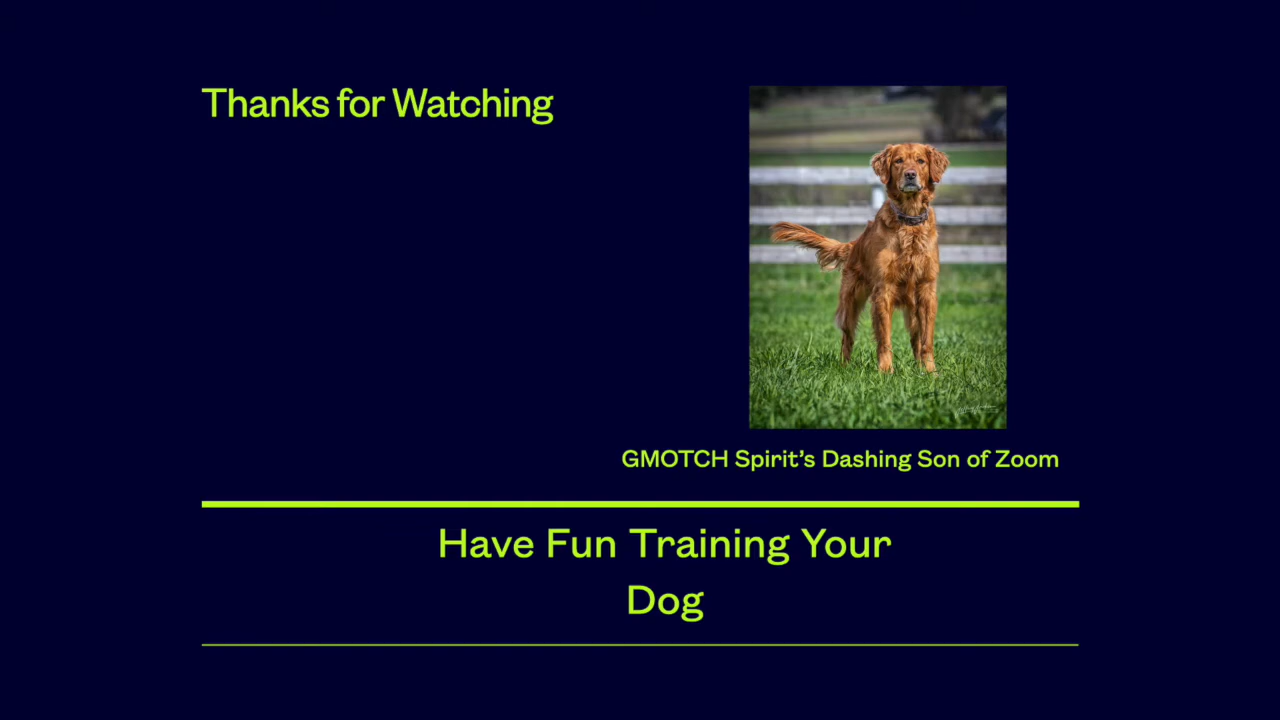 Thanks for Watching
GMOTCH Spirit’s Dashing Son of Zoom
Have Fun Training Your
Dog